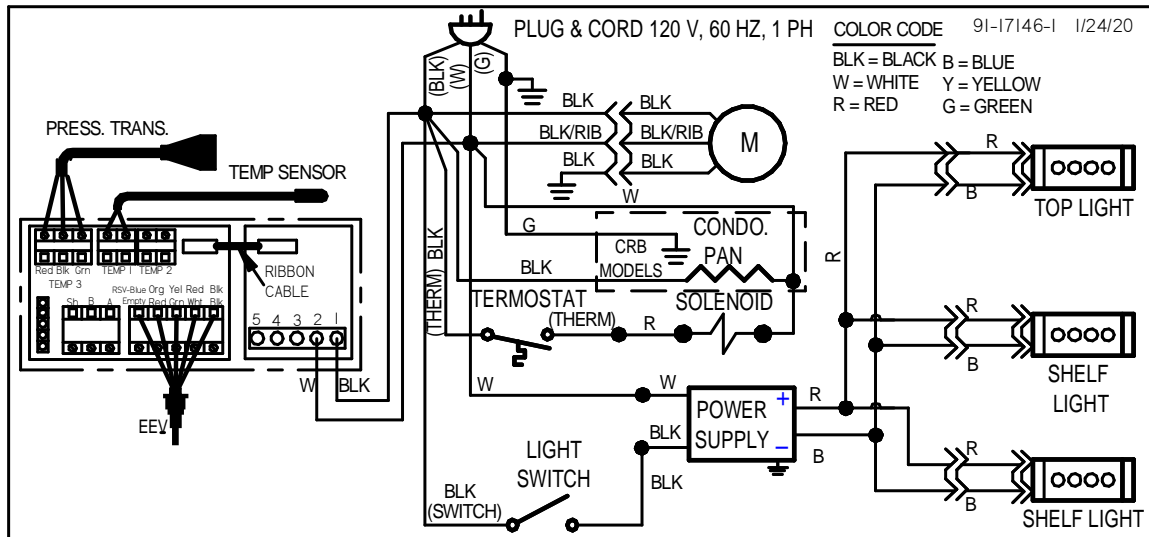 PLUG & CORD 120 V, 60 HZ, 1 PH
COLOR CODE
91-17146-1 1/24/20
BLK = BLACK
B = BLUE
W = WHITE
Y = YELLOW
R = RED
G = GREEN
(BLK)
(W)
(G)
BLK
BLK
BLK/RIB
BLK/RIB
BLK
BLK
M
W
PRESS. TRANS.
TEMP SENSOR
R
B
TOP LIGHT
G
CRB
MODELS
CONDO.
PAN
BLK
(THERM) BLK
TERMOSTAT
(THERM)
R
SOLENOID
Red Blk Grn
TEMP 1
TEMP 2
TEMP 3
RIBBON
CABLE
RSV-Blue Org Yel Red Blk
Empty Red Grn Wht Blk
Sh B A
5 4 3 2 1
W
BLK
EEV
R
R
B
SHELF
LIGHT
W
W
POWER
SUPPLY
+
−
R
B
BLK
BLK
LIGHT
SWITCH
BLK
(SWITCH)
R
B
SHELF LIGHT